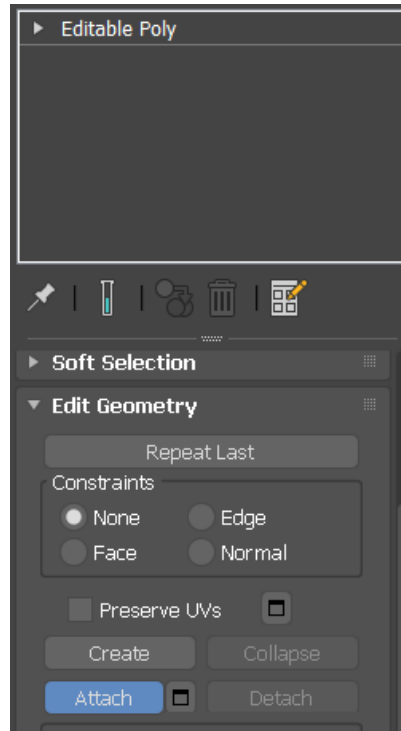 Editable Poly
Soft Selection
Edit Geometry
Repeat Last
Constraints
None Edge
Face Normal
Preserve UVs
Create Collapse
Attach Detach